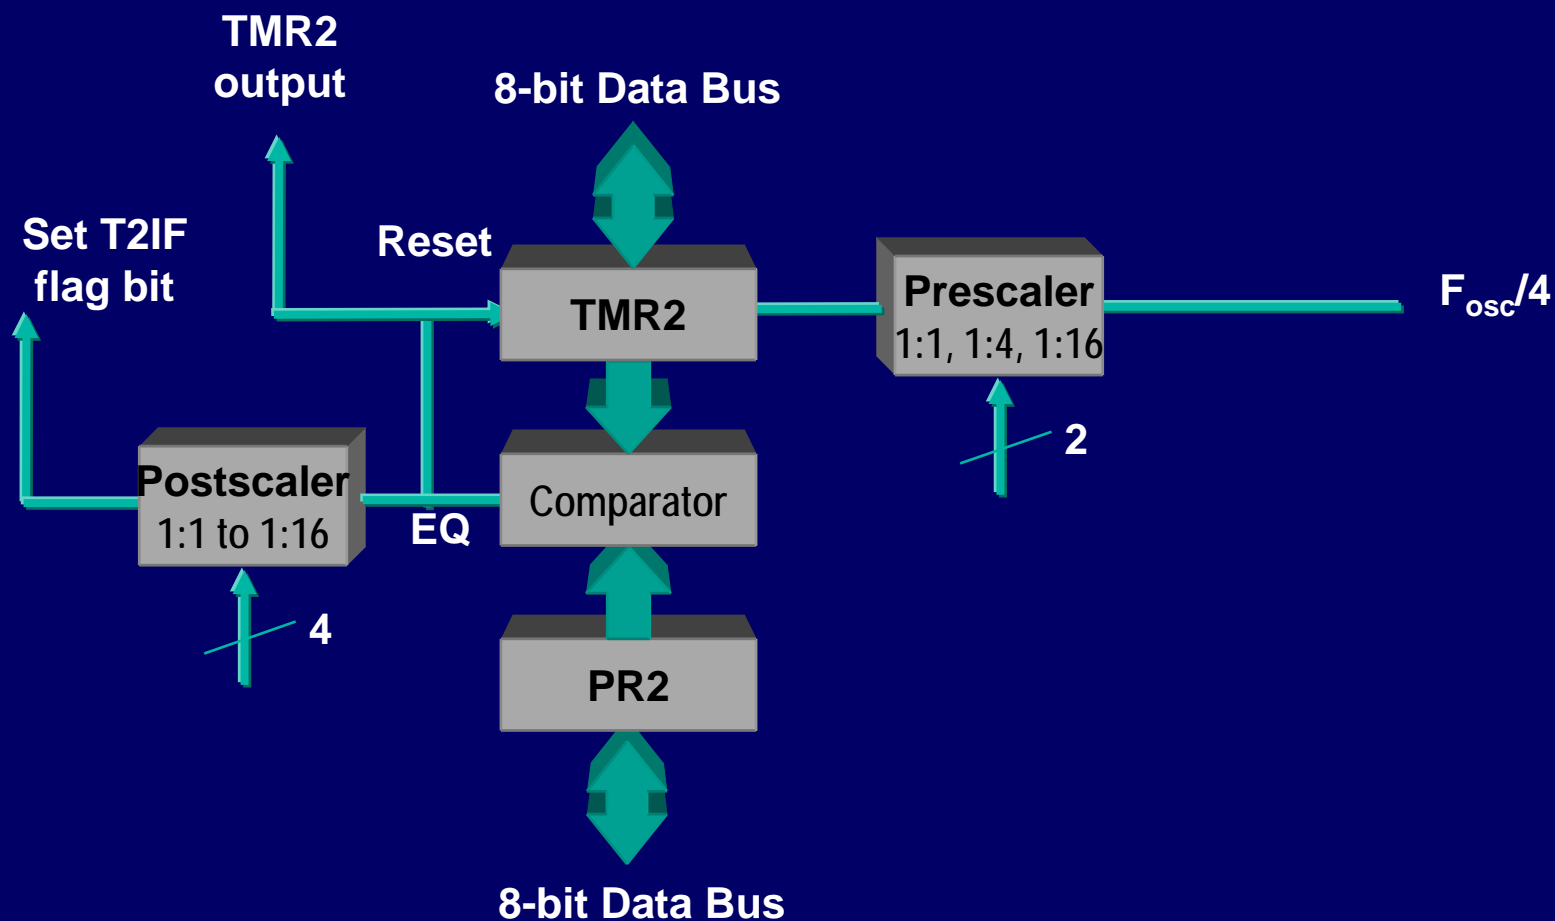 TMR2
output
8-bit Data Bus
Set T2IF
flag bit
Reset
TMR2
Prescaler
1:1, 1:4, 1:16
Fosc/4
2
Postscaler
1:1 to 1:16
EQ
Comparator
4
PR2
8-bit Data Bus